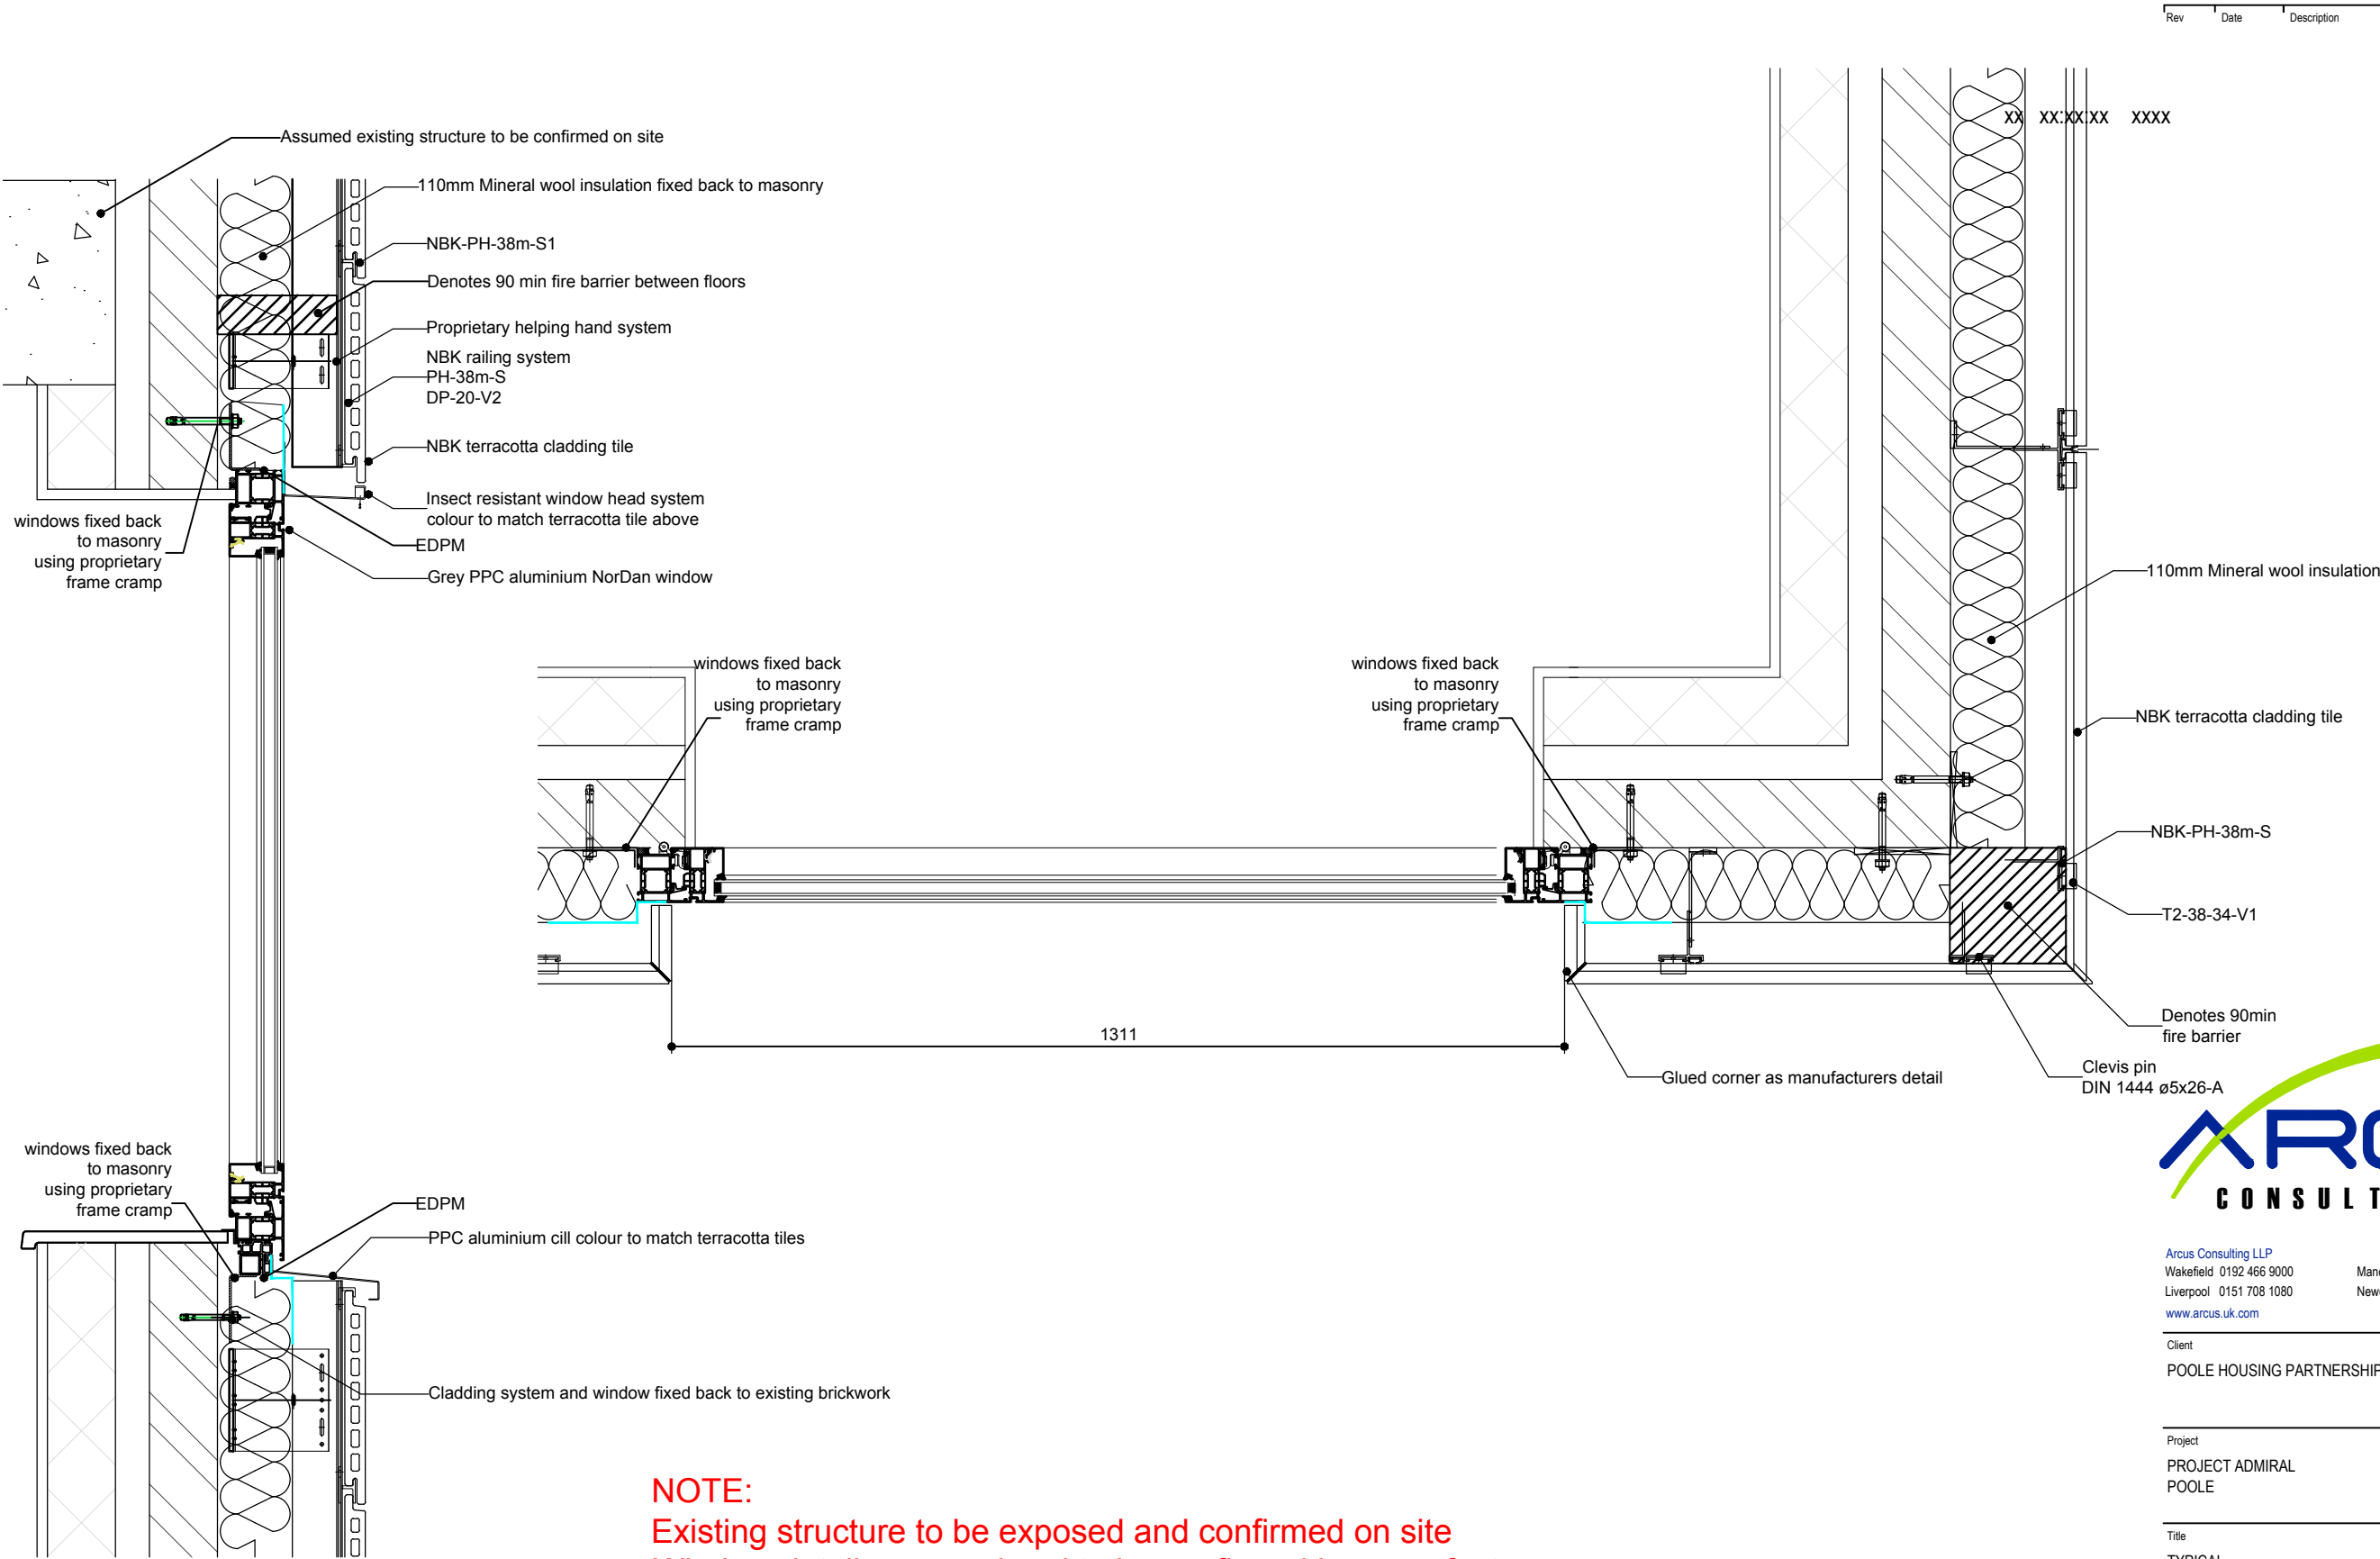 Rev Date Description
XX XX:XX:XX XXXX
Assumed existing structure to be confirmed on site
110mm Mineral wool insulation fixed back to masonry
NBK-PH-38m-S1
Denotes 90 min fire barrier between floors
Proprietary helping hand system
NBK railing system
PH-38m-S
DP-20-V2
NBK terracotta cladding tile
Insect resistant window head system
colour to match terracotta tile above
EDPM
Grey PPC aluminium NorDan window
windows fixed back
to masonry
using proprietary
frame cramp
windows fixed back
to masonry
using proprietary
frame cramp
windows fixed back
to masonry
using proprietary
frame cramp
110mm Mineral wool insulation
NBK terracotta cladding tile
NBK-PH-38m-S
T2-38-34-V1
Denotes 90min
fire barrier
Clevis pin
DIN 1444 ø5x26-A
1311
Glued corner as manufacturers detail
windows fixed back
to masonry
using proprietary
frame cramp
EDPM
PPC aluminium cill colour to match terracotta tiles
Cladding system and window fixed back to existing brickwork
NOTE:
Existing structure to be exposed and confirmed on site
Arcus Consulting LLP
Wakefield 0192 466 9000
Liverpool 0151 708 1080
www.arcus.uk.com
Client
POOLE HOUSING PARTNERSHIP
Project
PROJECT ADMIRAL
POOLE
Title